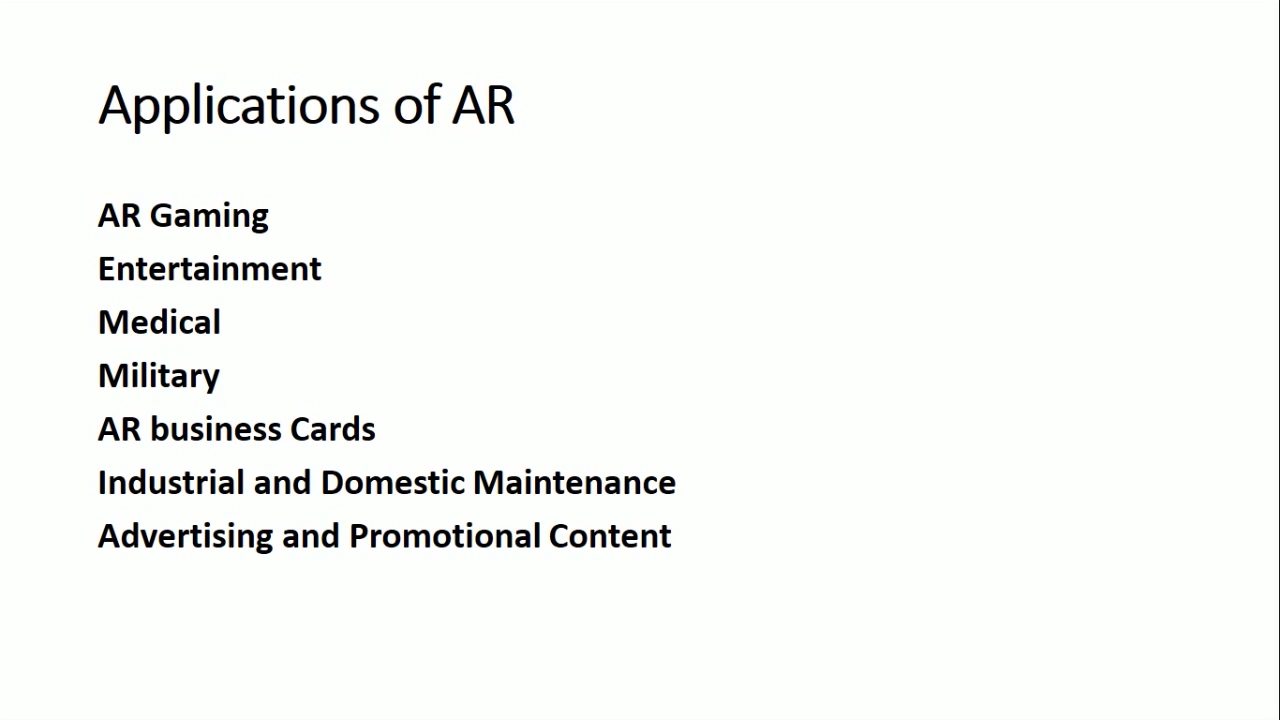 Applications of AR
AR Gaming
Entertainment
Medical
Military
AR business Cards
Industrial and Domestic Maintenance
Advertising and Promotional Content